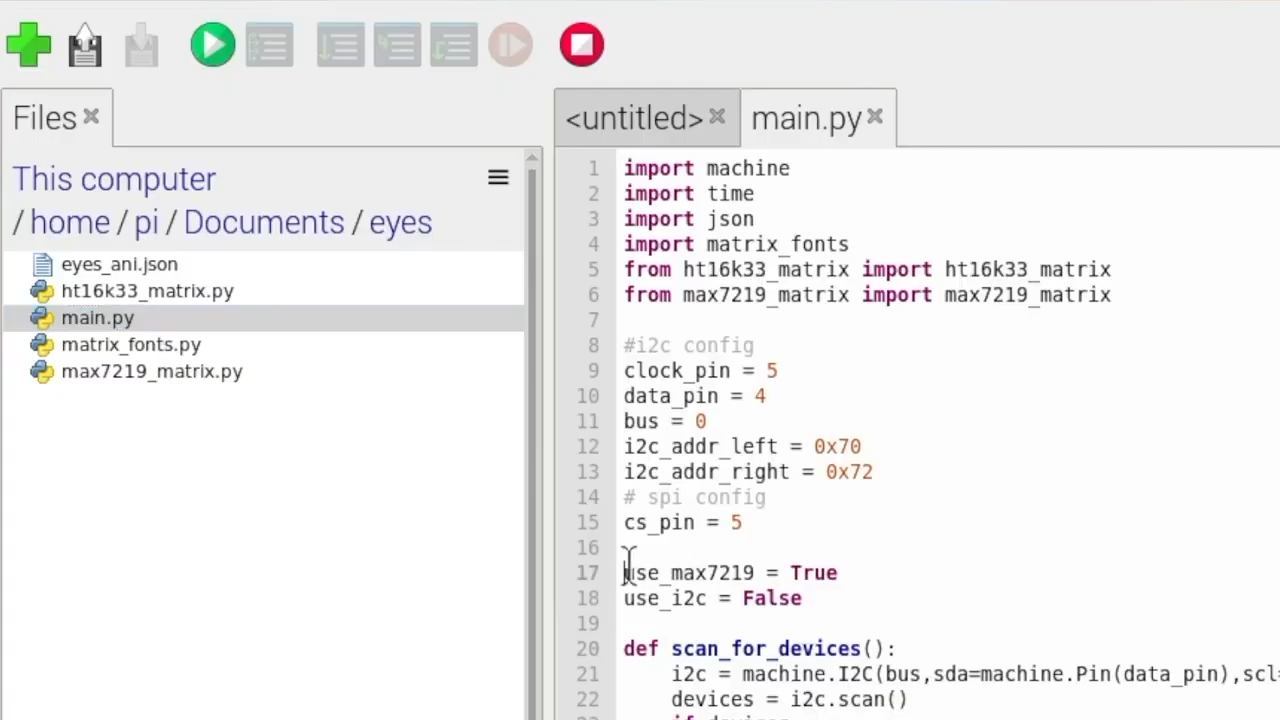 Files
<untitled>
main.py
This computer
/ home / pi / Documents / eyes
eyes_ani.json
ht16k33_matrix.py
main.py
matrix_fonts.py
max7219_matrix.py
1 import machine
2 import time
3 import json
4 import matrix_fonts
5 from ht16k33_matrix import ht16k33_matrix
6 from max7219_matrix import max7219_matrix
7
8 #i2c config
9 clock_pin = 5
10 data_pin = 4
11 bus = 0
12 i2c_addr_left = 0x70
13 i2c_addr_right = 0x72
14 # spi config
15 cs_pin = 5
16
17 use_max7219 = True
18 use_i2c = False
19
20 def scan_for_devices():
21 i2c = machine.I2C(bus,sda=machine.Pin(data_pin),scl=
22 devices = i2c.scan()
23 if devices